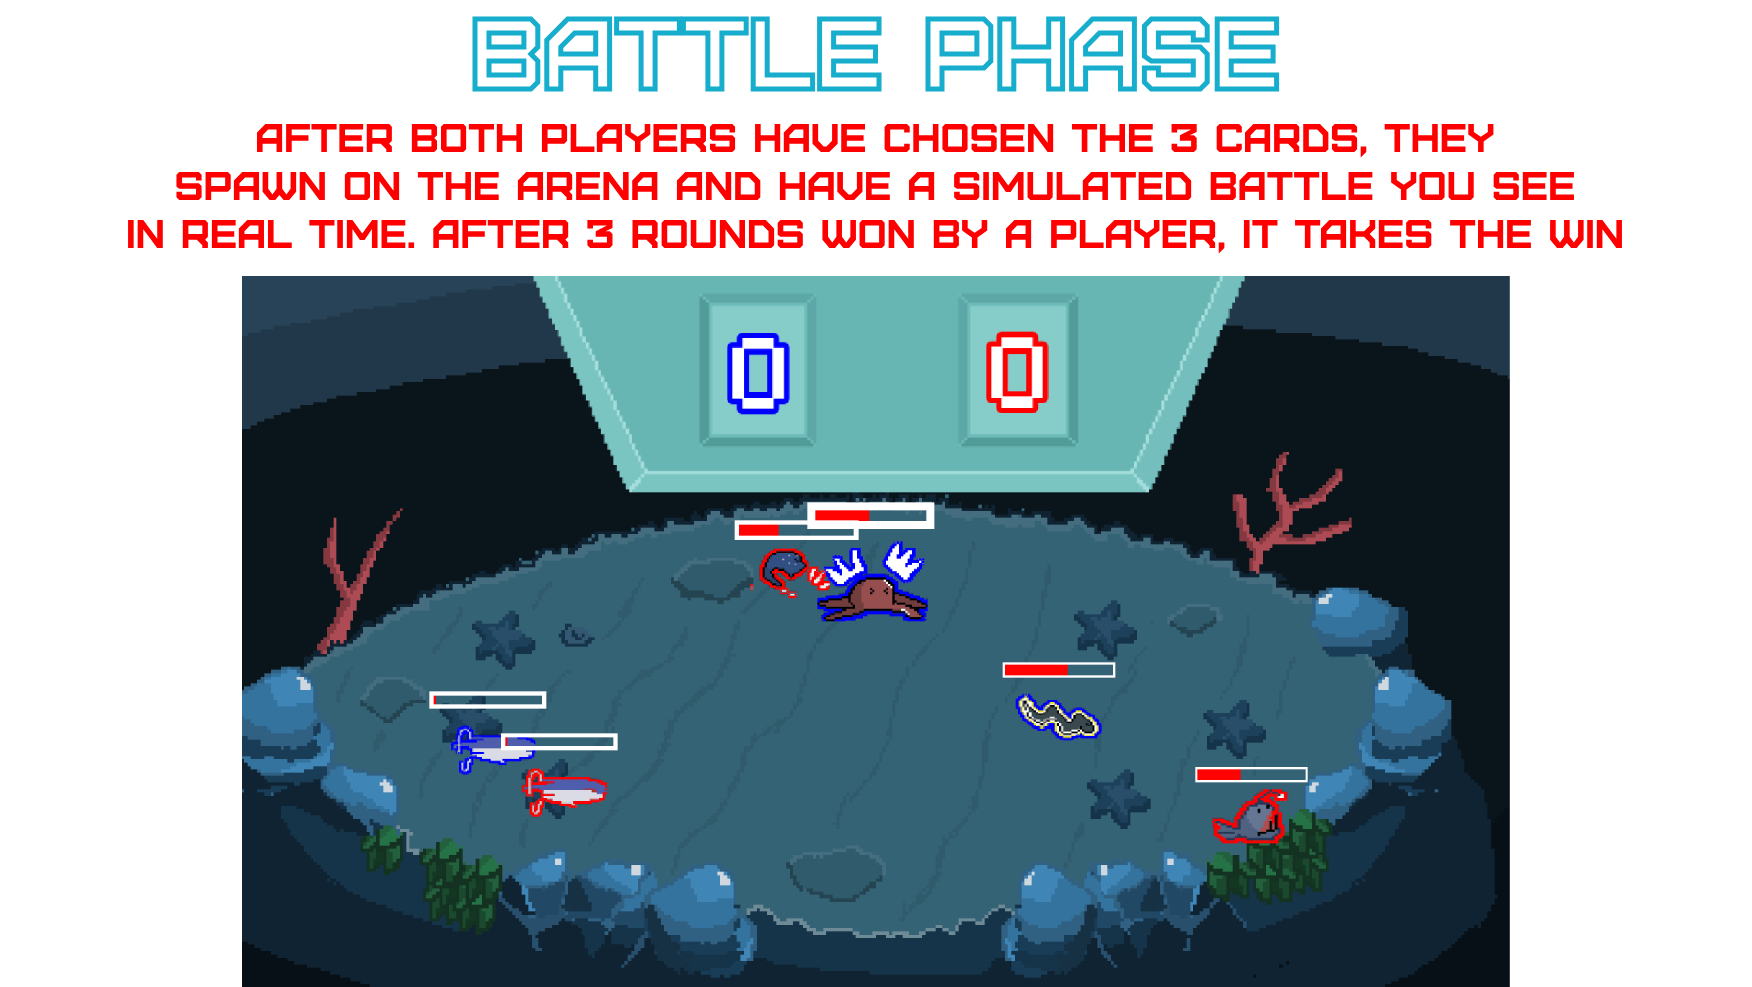 BATTLE PHASE
AFTER BOTH PLAYERS HAVE CHOSEN THE 3 CARDS, THEY
SPAWN ON THE ARENA AND HAVE A SIMULATED BATTLE YOU SEE
IN REAL TIME. AFTER 3 ROUNDS WON BY A PLAYER, IT TAKES THE WIN
0 0